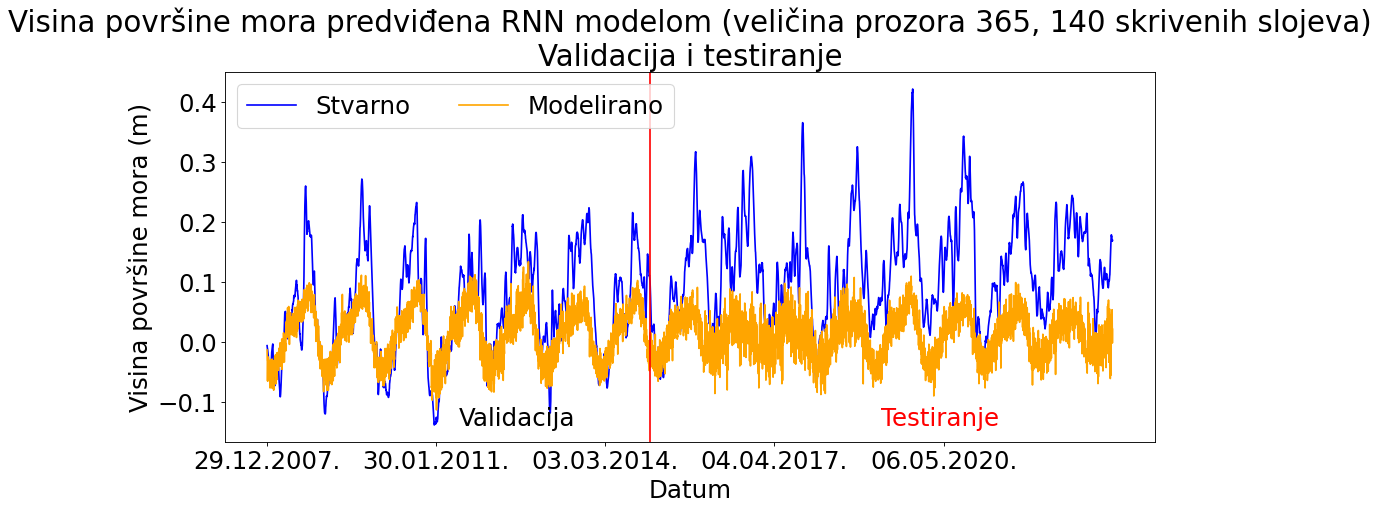 Visina površine mora predviđena RNN modelom (veličina prozora 365, 140 skrivenih slojeva)
Validacija i testiranje
Stvarno Modelirano
Visina površine mora (m)
0.4
0.3
0.2
0.1
0.0
−0.1
Validacija Testiranje
29.12.2007. 30.01.2011. 03.03.2014. 04.04.2017. 06.05.2020.
Datum